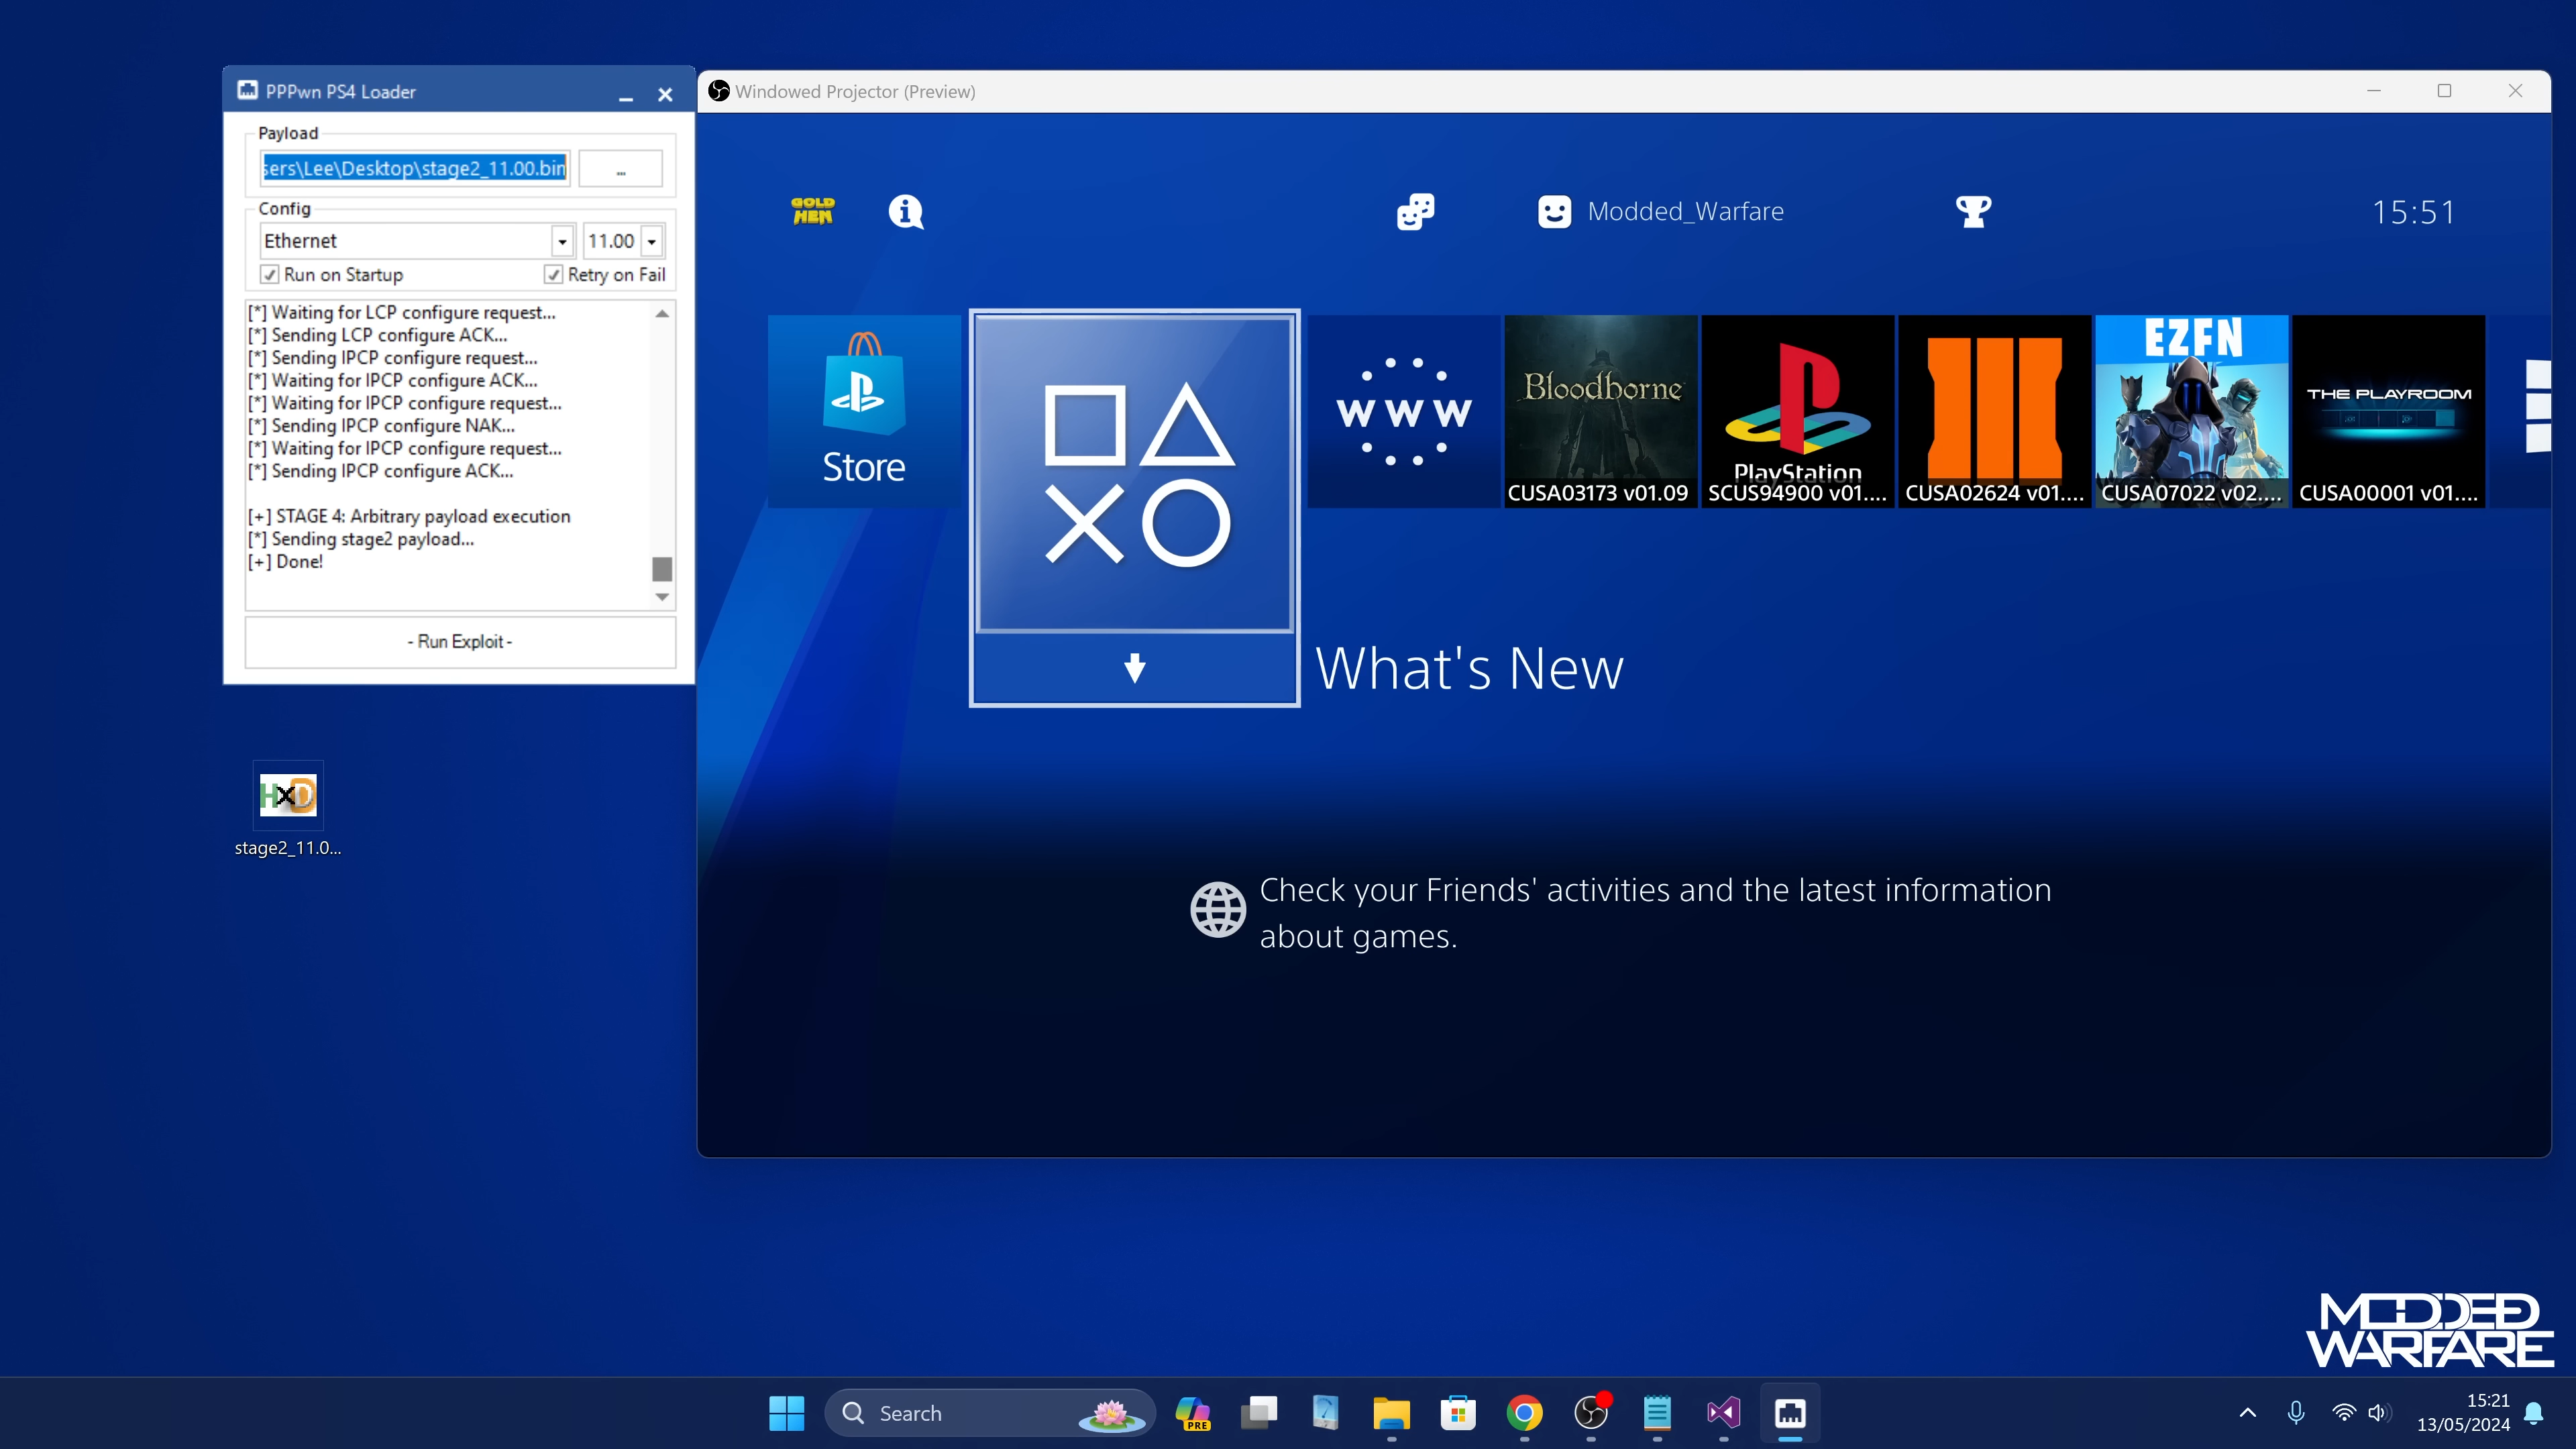 PPPwn PS4 Loader
Payload
sers\Lee\Desktop\stage2_11.00.bin
...
Config
Ethernet
11.00
Run on Startup
Retry on Fail
[*] Waiting for LCP configure request...
[*] Sending LCP configure ACK...
[*] Sending IPCP configure request...
[*] Waiting for IPCP configure ACK...
[*] Waiting for IPCP configure request...
[*] Sending IPCP configure NAK...
[*] Waiting for IPCP configure request...
[*] Sending IPCP configure ACK...
[+] STAGE 4: Arbitrary payload execution
[*] Sending stage2 payload...
[+] Done!
- Run Exploit -
HxD
stage2_11.0...
Windowed Projector (Preview)
GOLD
HEN
Modded_Warfare
15:51
Store
WWW
Bloodborne
CUSA03173 v01.09
PlayStation
SCUS94900 v01....
CUSA02624 v01....
EZFN
CUSA07022 v02....
THE PLAYROOM
CUSA00001 v01....
What's New
Check your Friends' activities and the latest information
about games.
MODDED
WARFARE
Search
PRE
15:21
13/05/2024